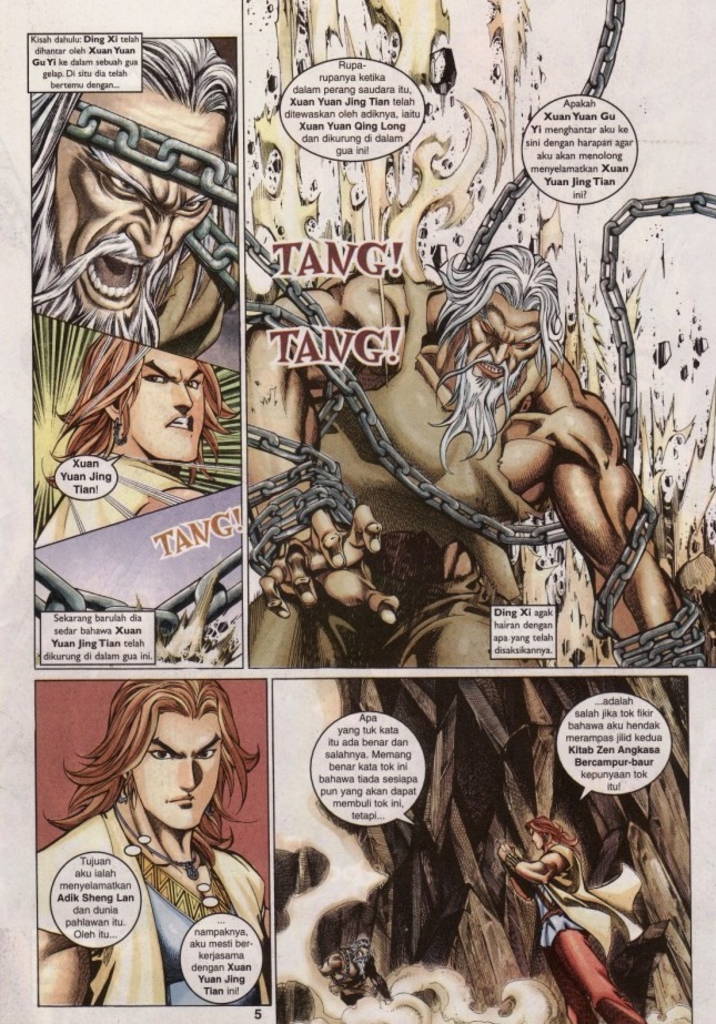 Kisah dahulu: Ding Xi telah
dihantar oleh Xuan Yuan
Gu Yi ke dalam sebuah gua
gelap. Di situ dia telah
bertemu dengan...
Rupa-
rupanya ketika
dalam perang saudara itu,
Xuan Yuan Jing Tian telah
ditewaskan oleh adiknya, iaitu
Xuan Yuan Qing Long
dan dikurung di dalam
gua ini!
Apakah
Xuan Yuan Gu
Yi menghantar aku ke
sini dengan harapan agar
aku akan menolong
menyelamatkan Xuan
Yuan Jing Tian
ini?
TANG!
TANG!
Xuan
Yuan Jing
Tian!
TANG!
Sekarang barulah dia
sedar bahawa Xuan
Yuan Jing Tian telah
dikurung di dalam gua ini.
Ding Xi agak
hairan dengan
apa yang telah
disaksikannya.
Tujuan
aku ialah
menyelamatkan
Adik Sheng Lan
dan dunia
pahlawan itu.
Oleh itu...
...
nampaknya,
aku mesti ber-
kerjasama
dengan Xuan
Yuan Jing
Tian ini!
Apa
yang tuk kata
itu ada benar dan
salahnya. Memang
benar kata tok ini
bahawa tiada sesiapa
pun yang akan dapat
membuli tok ini,
tetapi...
...adalah
salah jika tok fikir
bahawa aku hendak
merampas jilid kedua
Kitab Zen Angkasa
Bercampur-baur
kepunyaan tok
itu!
5